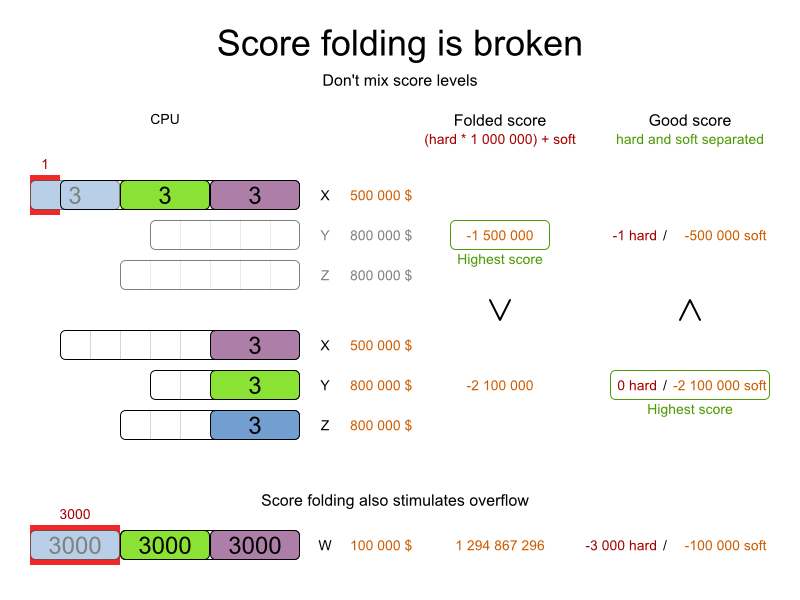 Score folding is broken
Don't mix score levels
CPU
Folded score
Good score
(hard * 1 000 000) + soft
hard and soft separated
1
3 3 3 X 500 000 $
Y 800 000 $ -1 500 000 -1 hard / -500 000 soft
Highest score
Z 800 000 $
> <
3 X 500 000 $
3 Y 800 000 $ -2 100 000 0 hard / -2 100 000 soft
Highest score
3 Z 800 000 $
Score folding also stimulates overflow
3000
3000 3000 3000 W 100 000 $ 1 294 867 296 -3 000 hard / -100 000 soft